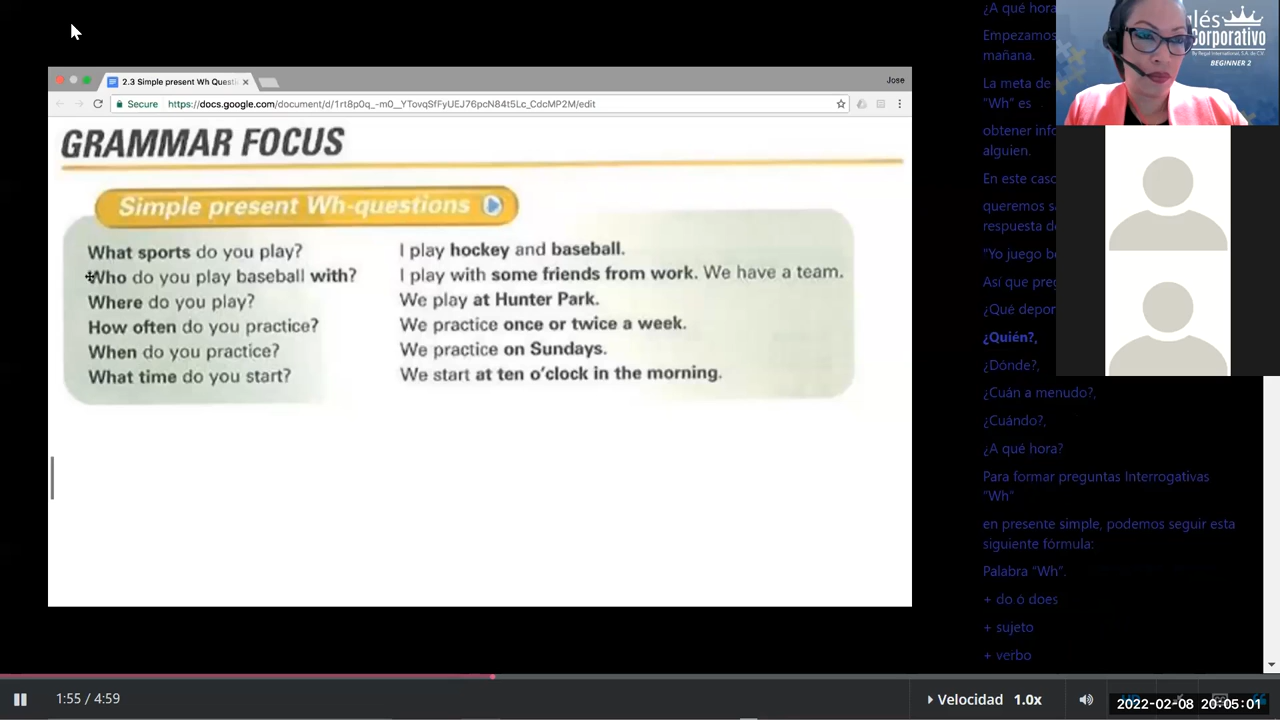 2.3 Simple present Wh Questi
Jose
Secure
https://docs.google.com/document/d/1rt8p0q_-m0__YTovqSfFyUEJ76pcN84t5Lc_CdcMP2M/edit
GRAMMAR FOCUS
Simple present Wh-questions
What sports do you play? I play hockey and baseball.
Who do you play baseball with? I play with some friends from work. We have a team.
Where do you play? We play at Hunter Park.
How often do you practice? We practice once or twice a week.
When do you practice? We practice on Sundays.
What time do you start? We start at ten o'clock in the morning.
¿A qué hora
Empezamos
mañana.
La meta de
"Wh" es
obtener info
alguien.
En este caso
queremos sa
respuesta de
"Yo juego be
Así que preg
¿Qué depor
¿Quién?,
¿Dónde?,
¿Cuán a menudo?,
¿Cuándo?,
¿A qué hora?
Para formar preguntas Interrogativas
"Wh"
en presente simple, podemos seguir esta
siguiente fórmula:
Palabra "Wh".
+ do ó does
+ sujeto
+ verbo
lés
Corporativo
By Regal International, S.A. de C.V.
BEGINNER 2
1:55 / 4:59
Velocidad 1.0x
2022-02-08 20:05:01